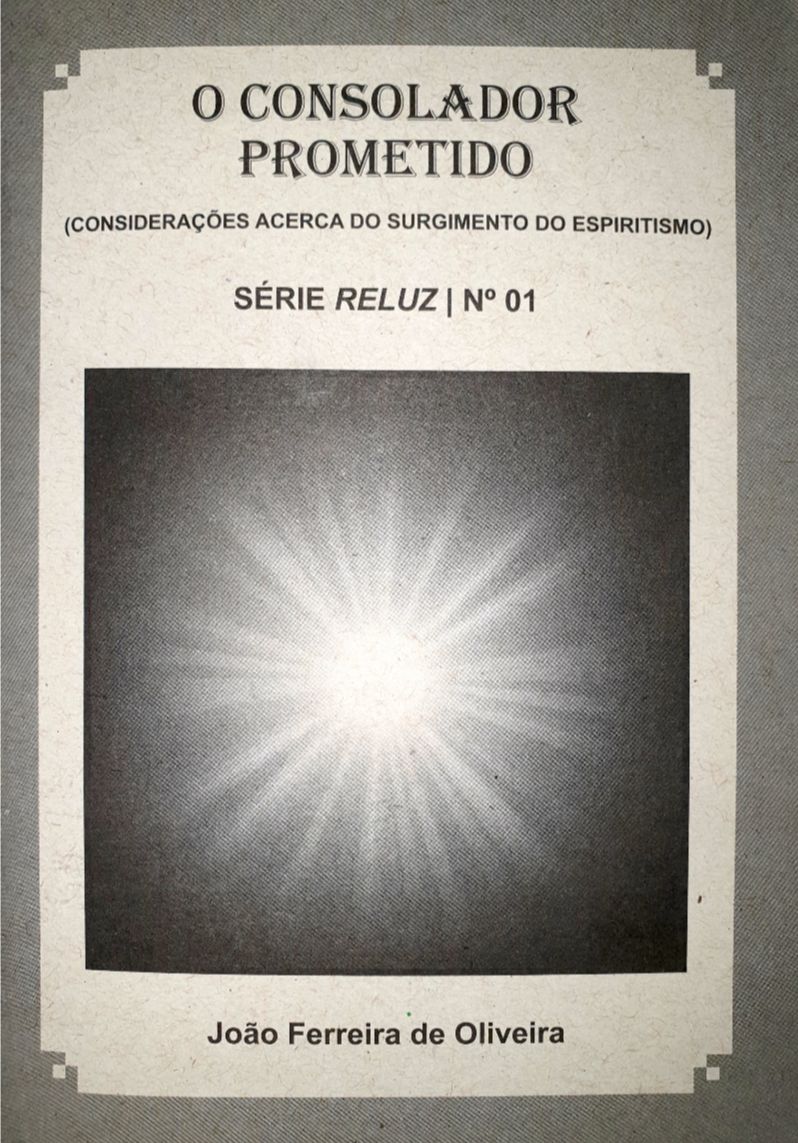 O CONSOLADOR
PROMETIDO
(CONSIDERAÇÕES ACERCA DO SURGIMENTO DO ESPIRITISMO)
SÉRIE RELUZ | Nº 01
João Ferreira de Oliveira